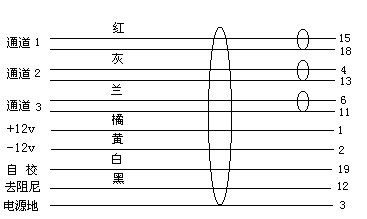 红
通道 1 15
18
灰
通道 2 4
13
兰
通道 3 6
11
橘
+12v 1
黄
-12v 2
白
自 校 19
黑
去阻尼 12
电源地 3